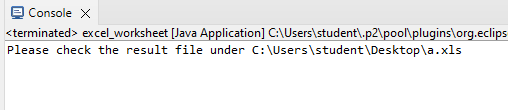 Console
<terminated> excel_worksheet [Java Application] C:\Users\student\.p2\pool\plugins\org.eclips
Please check the result file under C:\Users\student\Desktop\a.xls